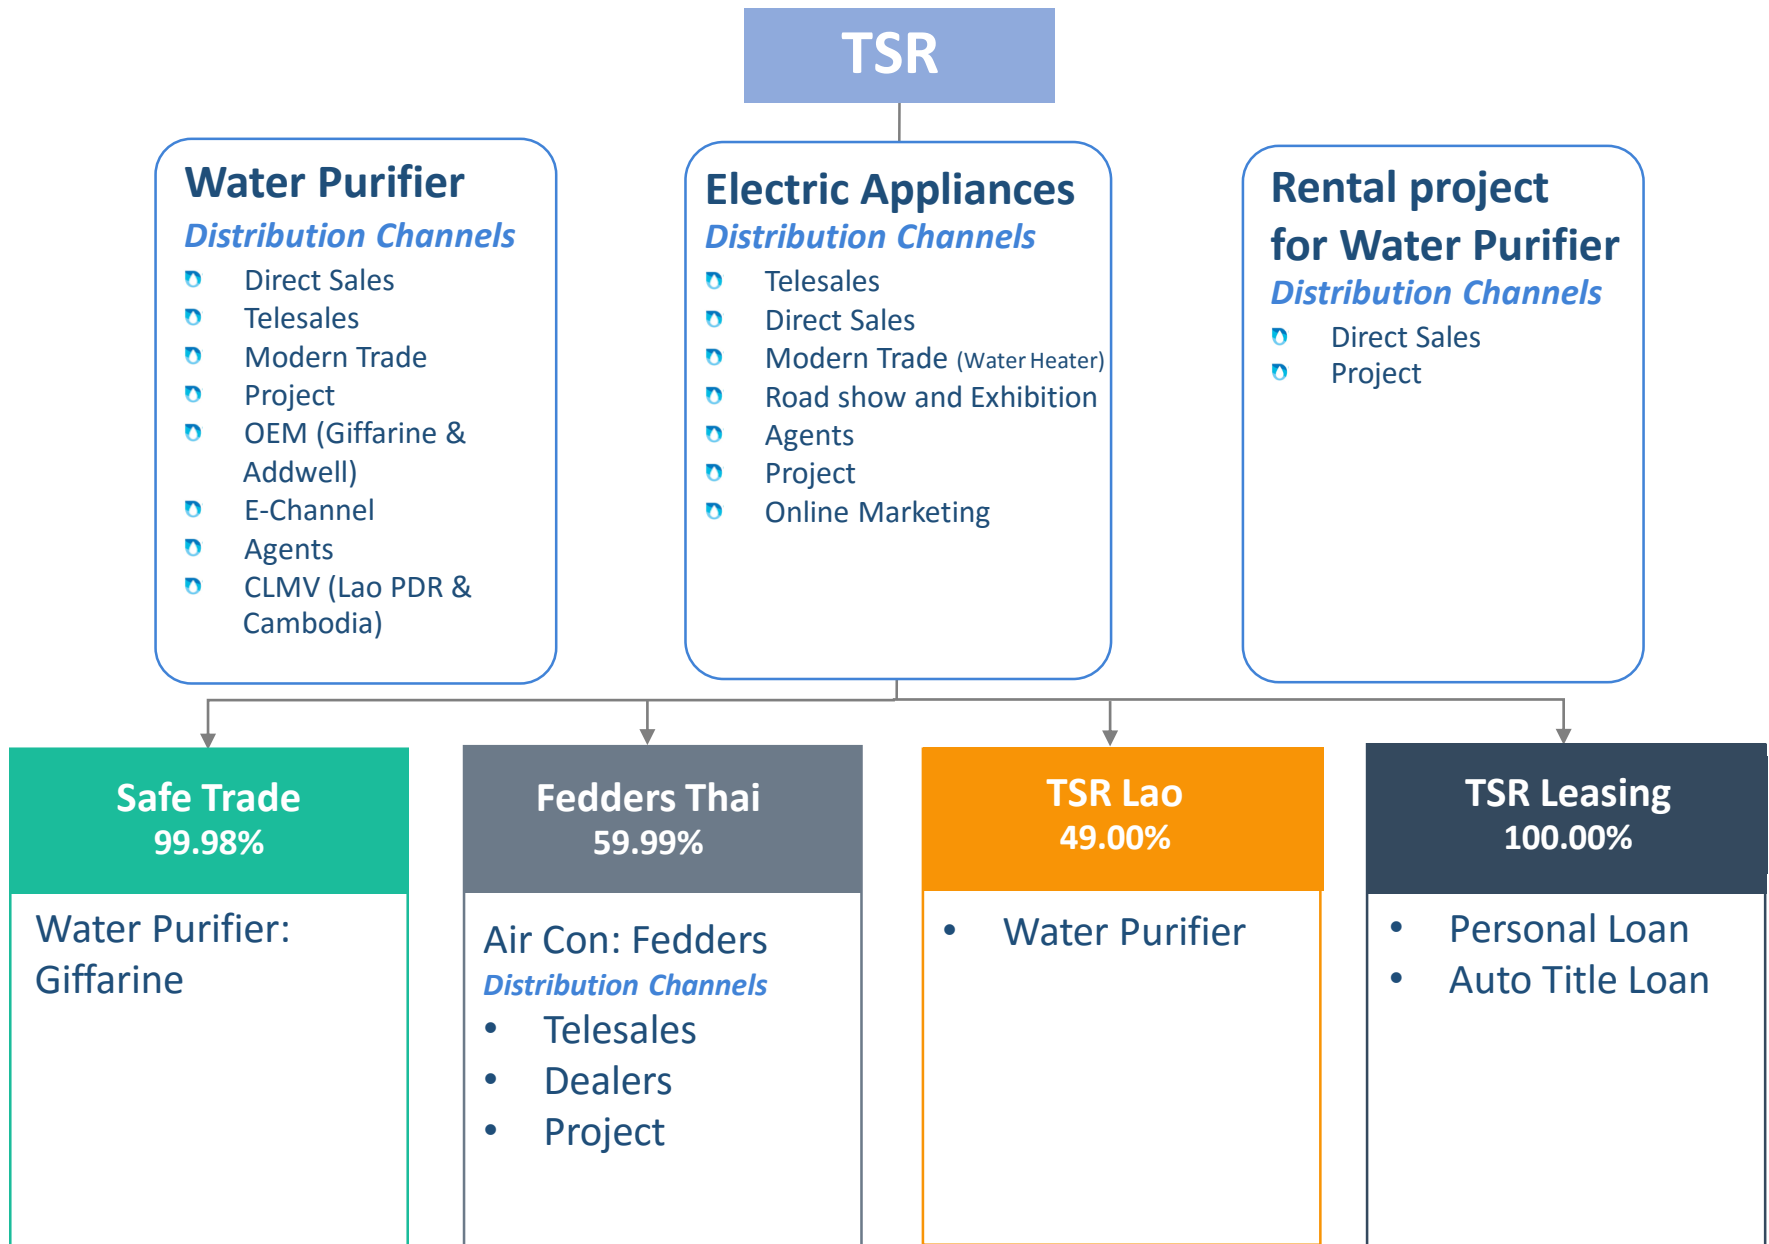 TSR
Water Purifier
Distribution Channels
Direct Sales
Telesales
Modern Trade
Project
OEM (Giffarine &
Addwell)
E-Channel
Agents
CLMV (Lao PDR &
Cambodia)
Electric Appliances
Distribution Channels
Telesales
Direct Sales
Modern Trade (Water Heater)
Road show and Exhibition
Agents
Project
Online Marketing
Rental project
for Water Purifier
Distribution Channels
Direct Sales
Project
Safe Trade
99.98%
Water Purifier:
Giffarine
Fedders Thai
59.99%
Air Con: Fedders
Distribution Channels
• Telesales
• Dealers
• Project
TSR Lao
49.00%
• Water Purifier
TSR Leasing
100.00%
• Personal Loan
• Auto Title Loan